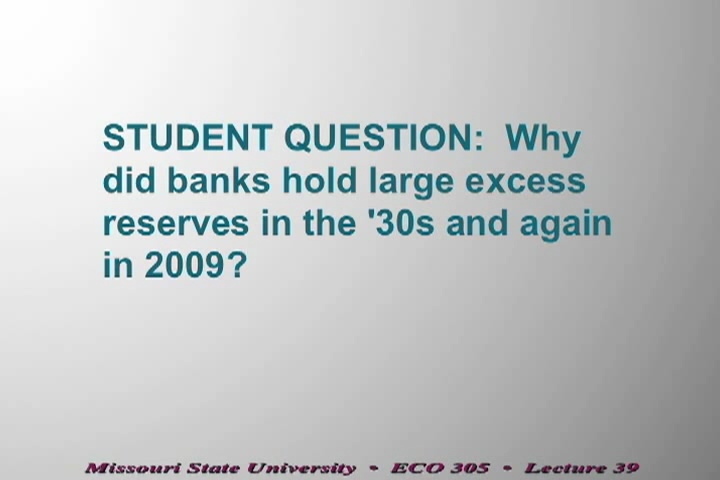 STUDENT QUESTION:  Why
did banks hold large excess
reserves in the '30s and again
in 2009?
Missouri State University • ECO 305 • Lecture 39